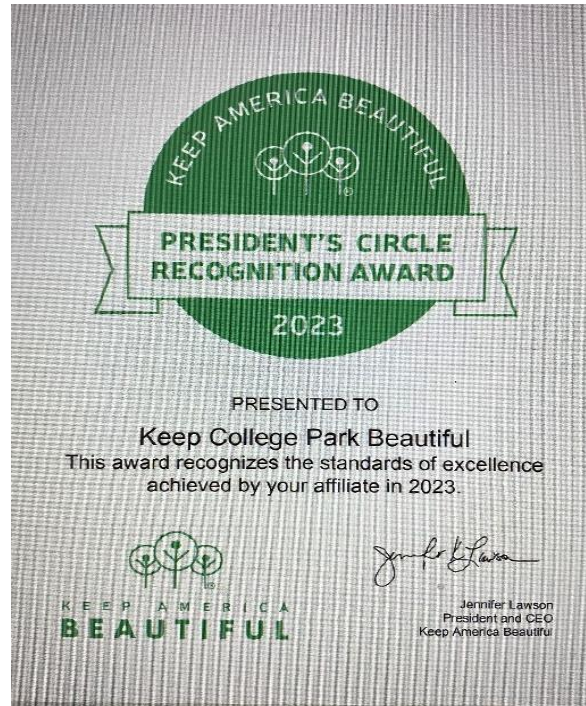 KEEP AMERICA BEAUTIFUL
®
PRESIDENT'S CIRCLE
RECOGNITION AWARD
2023
PRESENTED TO
Keep College Park Beautiful
This award recognizes the standards of excellence
achieved by your affiliate in 2023.
Jennifer K Lawson
®
KEEP AMERICA
BEAUTIFUL
Jennifer Lawson
President and CEO
Keep America Beautiful